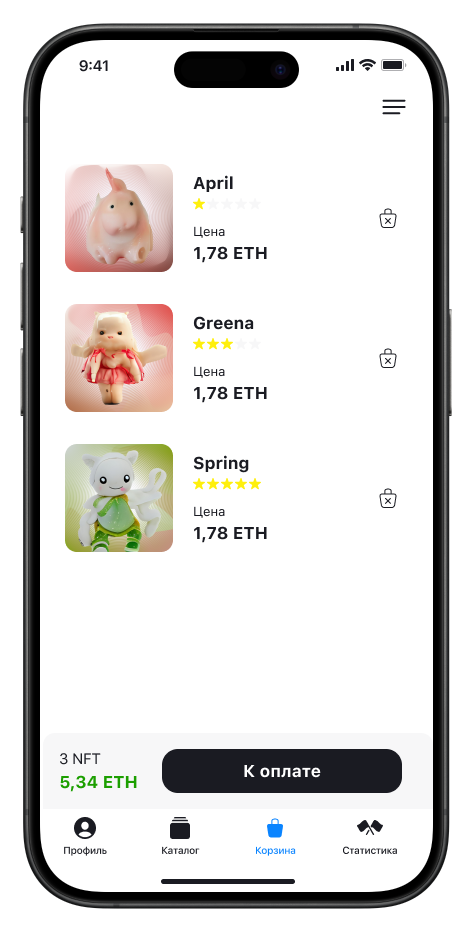 9:41
April
Цена
1,78 ETH
Greena
Цена
1,78 ETH
Spring
Цена
1,78 ETH
3 NFT
5,34 ETH
К оплате
Профиль
Каталог
Корзина
Статистика